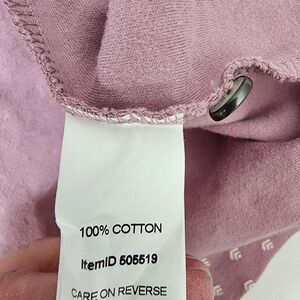 100% COTTON
ItemID 505519
CARE ON REVERSE